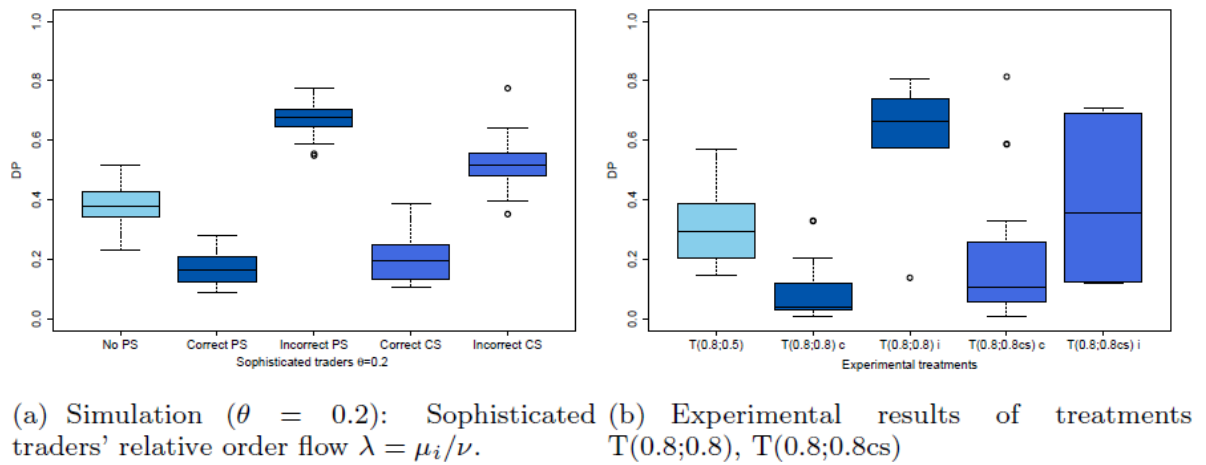 1.0
0.8
0.6
0.4
0.2
0.0
DP
No PS Correct PS Incorrect PS Correct CS Incorrect CS
Sophisticated traders θ=0.2
1.0
0.8
0.6
0.4
0.2
0.0
DP
T(0.8;0.5) T(0.8;0.8) c T(0.8;0.8) i T(0.8;0.8cs) c T(0.8;0.8cs) i
Experimental treatments
(a) Simulation (θ = 0.2): Sophisticated
traders' relative order flow λ = μᵢ/ν.
(b) Experimental results of treatments
T(0.8;0.8), T(0.8;0.8cs)